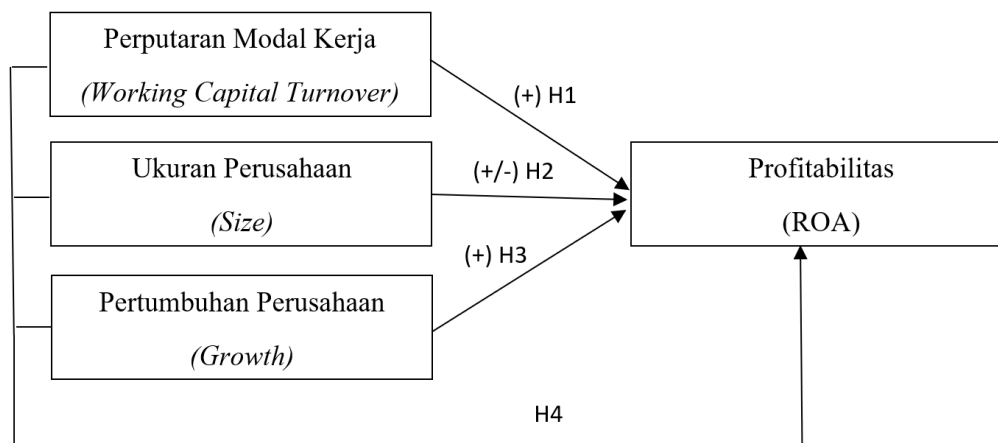 Perputaran Modal Kerja
(Working Capital Turnover)
(+) H1
Ukuran Perusahaan
(Size)
(+/-) H2
Profitabilitas
(ROA)
(+) H3
Pertumbuhan Perusahaan
(Growth)
H4